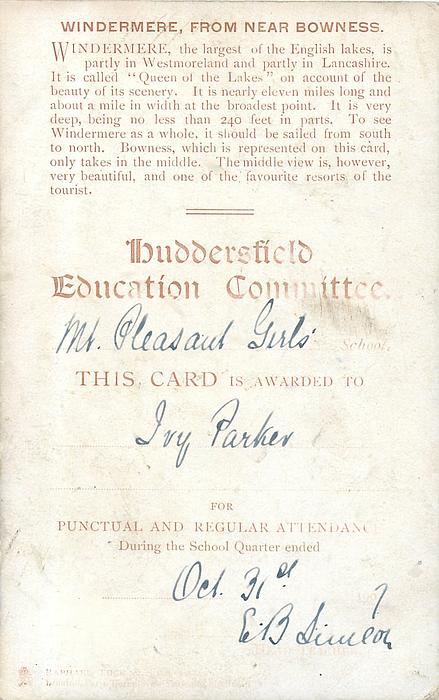 WINDERMERE, FROM NEAR BOWNESS.
WINDERMERE, the largest of the English lakes, is
partly in Westmoreland and partly in Lancashire.
It is called "Queen of the Lakes" on account of the
beauty of its scenery. It is nearly eleven miles long and
about a mile in width at the broadest point. It is very
deep, being no less than 240 feet in parts. To see
Windermere as a whole, it should be sailed from south
to north. Bowness, which is represented on this card,
only takes in the middle. The middle view is, however,
very beautiful, and one of the favourite resorts of the
tourist.
Huddersfield
Education Committee.
Mt. Pleasant Girls' School.
THIS CARD IS AWARDED TO
Ivy Parker
FOR
PUNCTUAL AND REGULAR ATTENDANC
During the School Quarter ended
Oct. 31st 1907
E.B. Simeon
RAPHAEL TUCK